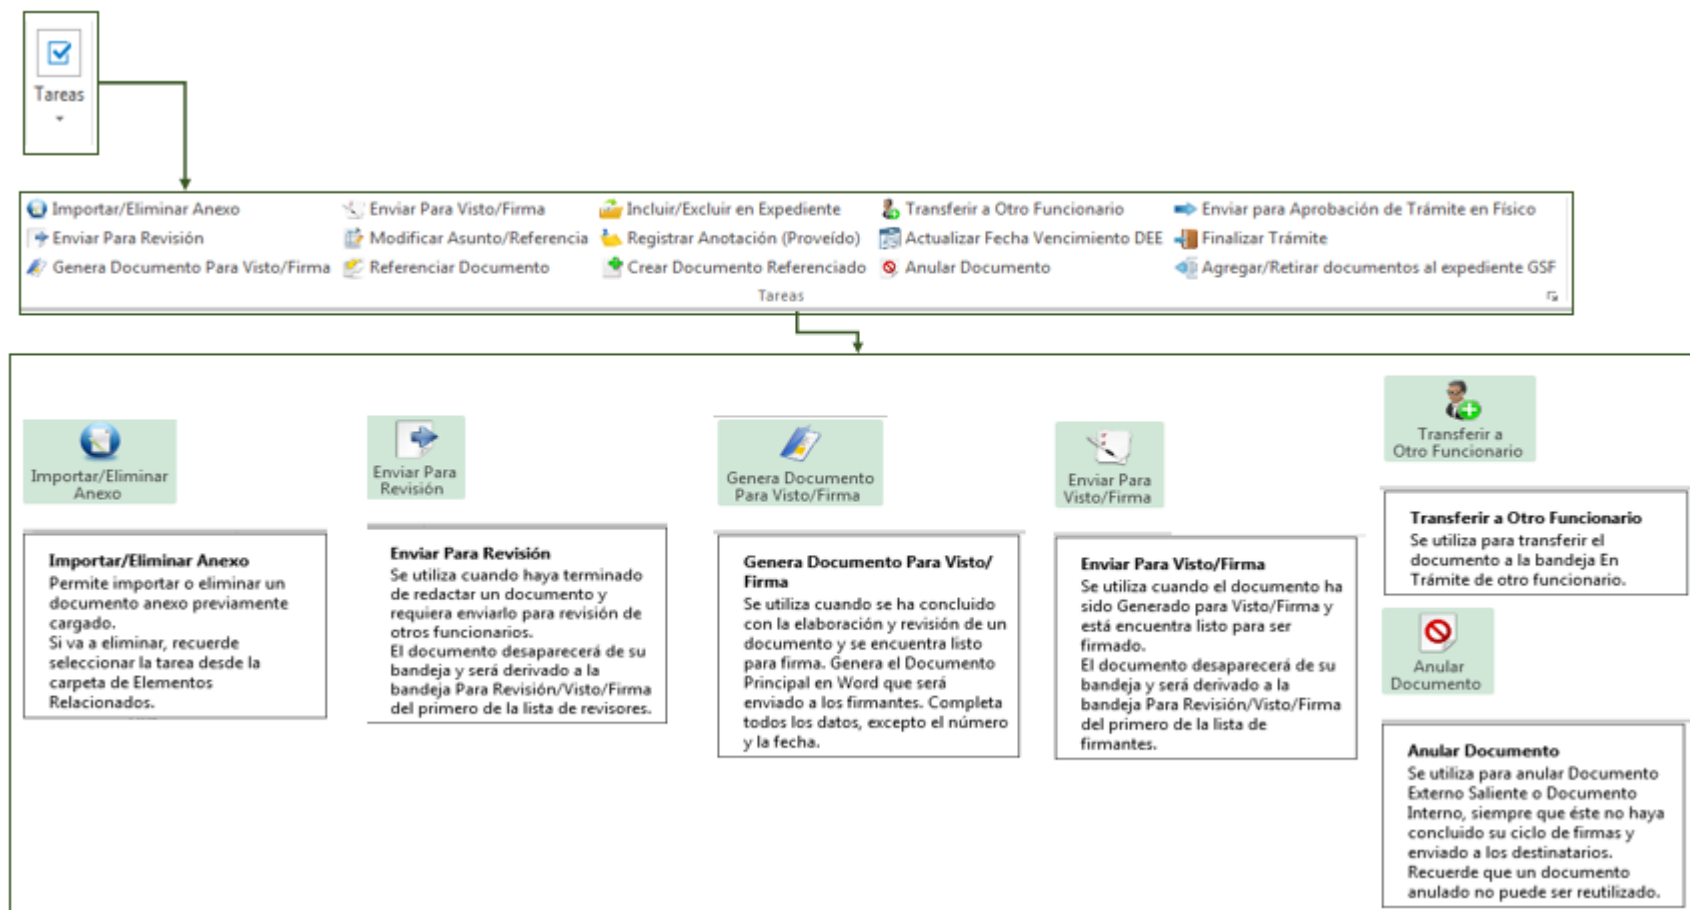 Tareas
Importar/Eliminar Anexo
Enviar Para Visto/Firma
Incluir/Excluir en Expediente
Transferir a Otro Funcionario
Enviar para Aprobación de Trámite en Físico
Enviar Para Revisión
Modificar Asunto/Referencia
Registrar Anotación (Proveído)
Actualizar Fecha Vencimiento DEE
Finalizar Trámite
Genera Documento Para Visto/Firma
Referenciar Documento
Crear Documento Referenciado
Anular Documento
Agregar/Retirar documentos al expediente GSF
Tareas
Importar/Eliminar
Anexo
Importar/Eliminar Anexo
Permite importar o eliminar un
documento anexo previamente
cargado.
Si va a eliminar, recuerde
seleccionar la tarea desde la
carpeta de Elementos
Relacionados.
Enviar Para
Revisión
Enviar Para Revisión
Se utiliza cuando haya terminado
de redactar un documento y
requiera enviarlo para revisión de
otros funcionarios.
El documento desaparecerá de su
bandeja y será derivado a la
bandeja Para Revisión/Visto/Firma
del primero de la lista de revisores.
Genera Documento
Para Visto/Firma
Genera Documento Para Visto/
Firma
Se utiliza cuando se ha concluido
con la elaboración y revisión de un
documento y se encuentra listo
para firma. Genera el Documento
Principal en Word que será
enviado a los firmantes. Completa
todos los datos, excepto el número
y la fecha.
Enviar Para
Visto/Firma
Enviar Para Visto/Firma
Se utiliza cuando el documento ha
sido Generado para Visto/Firma y
está encuentra listo para ser
firmado.
El documento desaparecerá de su
bandeja y será derivado a la
bandeja Para Revisión/Visto/Firma
del primero de la lista de
firmantes.
Transferir a
Otro Funcionario
Transferir a Otro Funcionario
Se utiliza para transferir el
documento a la bandeja En
Trámite de otro funcionario.
Anular
Documento
Anular Documento
Se utiliza para anular Documento
Externo Saliente o Documento
Interno, siempre que éste no haya
concluido su ciclo de firmas y
enviado a los destinatarios.
Recuerde que un documento
anulado no puede ser reutilizado.